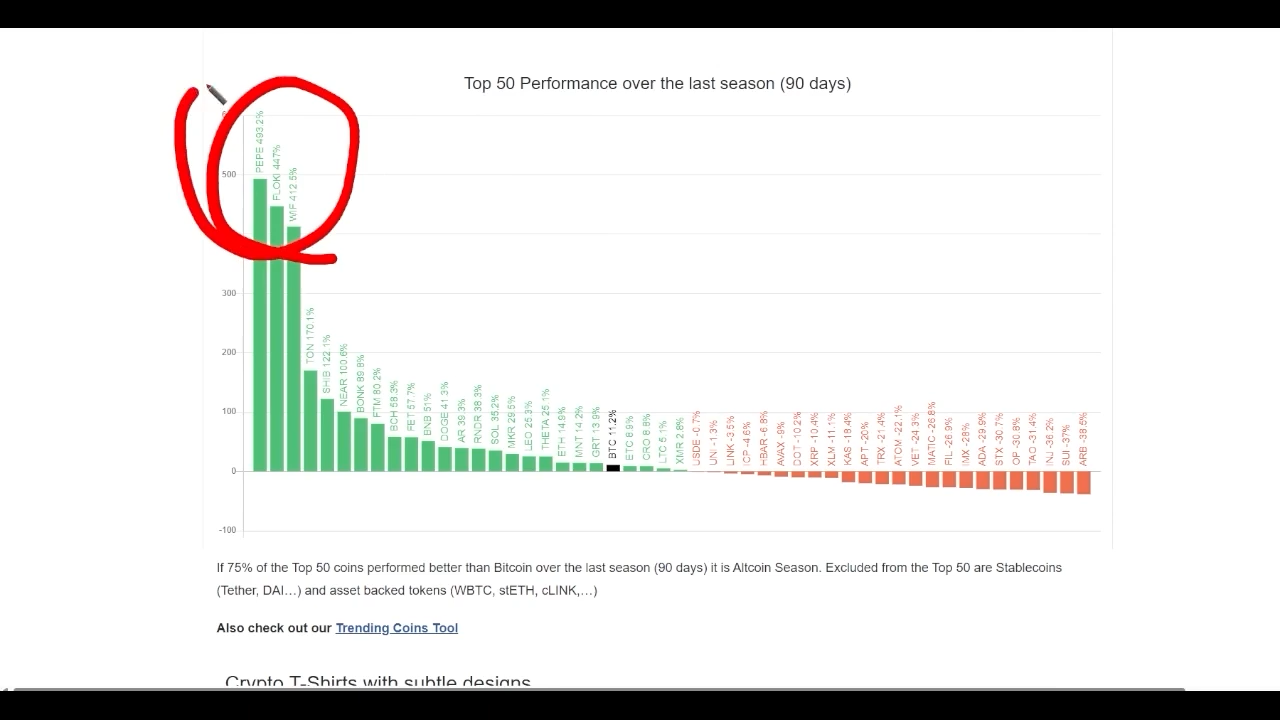 Top 50 Performance over the last season (90 days)
500
300
200
100
0
-100
PEPE 493.2%
FLOKI 447%
WIF 412.5%
TON 170.1%
SHIB 122.1%
NEAR 100.6%
BONK 89.8%
FTM 80.2%
BCH 58.3%
FET 57.7%
BNB 51%
DOGE 41.3%
AR 39.3%
RNDR 38.3%
SOL 35.2%
MKR 29.5%
LEO 25.3%
THETA 25.1%
ETH 14.9%
MNT 14.2%
GRT 13.9%
BTC 11.2%
ETC 8.9%
CRO 8.8%
LTC 5.1%
XMR 2.8%
USDE -0.7%
UNI -1.3%
LINK -3.5%
ICP -4.6%
HBAR -6.8%
AVAX -9%
DOT -10.2%
XRP -10.4%
XLM -11.1%
KAS -18.4%
APT -20%
TRX -21.4%
ATOM -22.1%
VET -24.3%
MATIC -26.8%
FIL -26.9%
IMX -28%
ADA -29.9%
STX -30.7%
OP -30.8%
TAO -31.4%
INJ -36.2%
SUI -37%
ARB -38.5%
If 75% of the Top 50 coins performed better than Bitcoin over the last season (90 days) it is Altcoin Season. Excluded from the Top 50 are Stablecoins
(Tether, DAI…) and asset backed tokens (WBTC, stETH, cLINK,…)
Also check out our Trending Coins Tool
Crypto T-Shirts with subtle designs